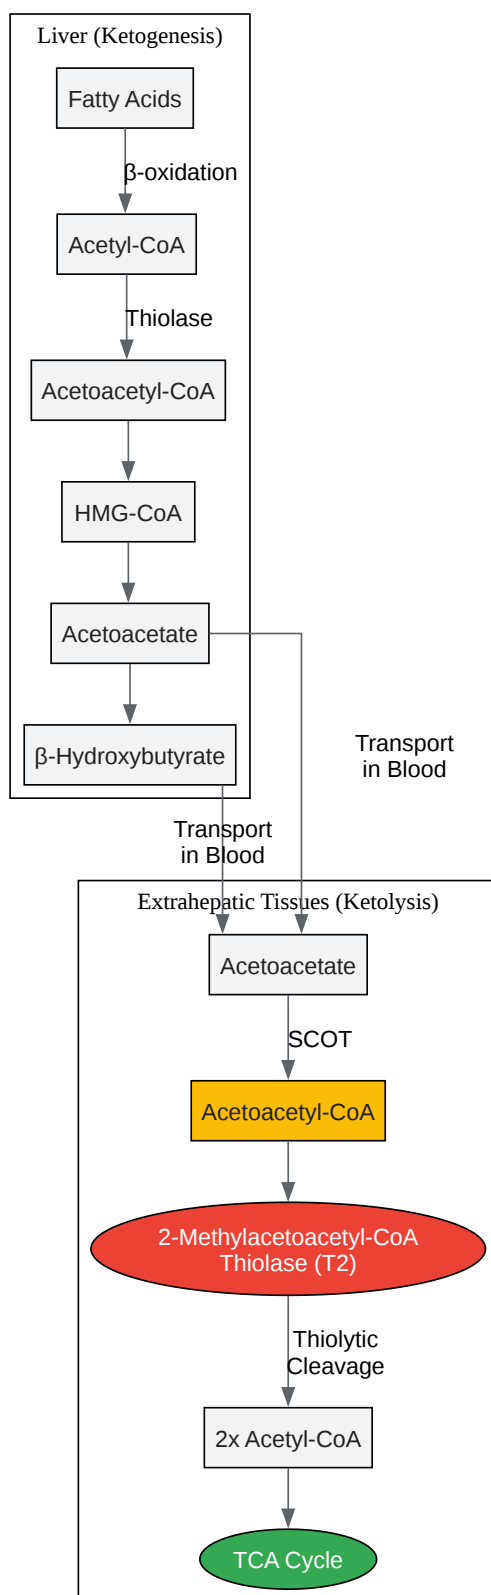 Liver (Ketogenesis)
Fatty Acids
β-oxidation
Acetyl-CoA
Thiolase
Acetoacetyl-CoA
HMG-CoA
Acetoacetate
β-Hydroxybutyrate
Transport
in Blood
Transport
in Blood
Extrahepatic Tissues (Ketolysis)
Acetoacetate
SCOT
Acetoacetyl-CoA
2-Methylacetoacetyl-CoA
Thiolase (T2)
Thiolytic
Cleavage
2x Acetyl-CoA
TCA Cycle